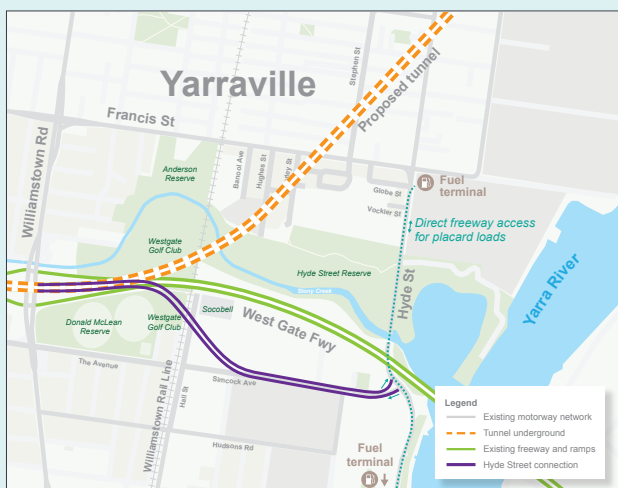 Yarraville
Stephen St
Proposed tunnel
Francis St
Williamstown Rd
Anderson
Reserve
Banool Ave
Hughes St
Fuel
terminal
Globe St
Vockler St
Direct freeway access
for placard loads
Westgate
Golf Club
Hyde Street Reserve
Hyde St
Yarra River
Stony Creek
Socobell
West Gate Fwy
Donald McLean
Reserve
Westgate
Golf Club
The Avenue
Simcock Ave
Hall St
Williamstown Rail Line
Hudsons Rd
Fuel
terminal
Legend
Existing motorway network
Tunnel underground
Existing freeway and ramps
Hyde Street connection